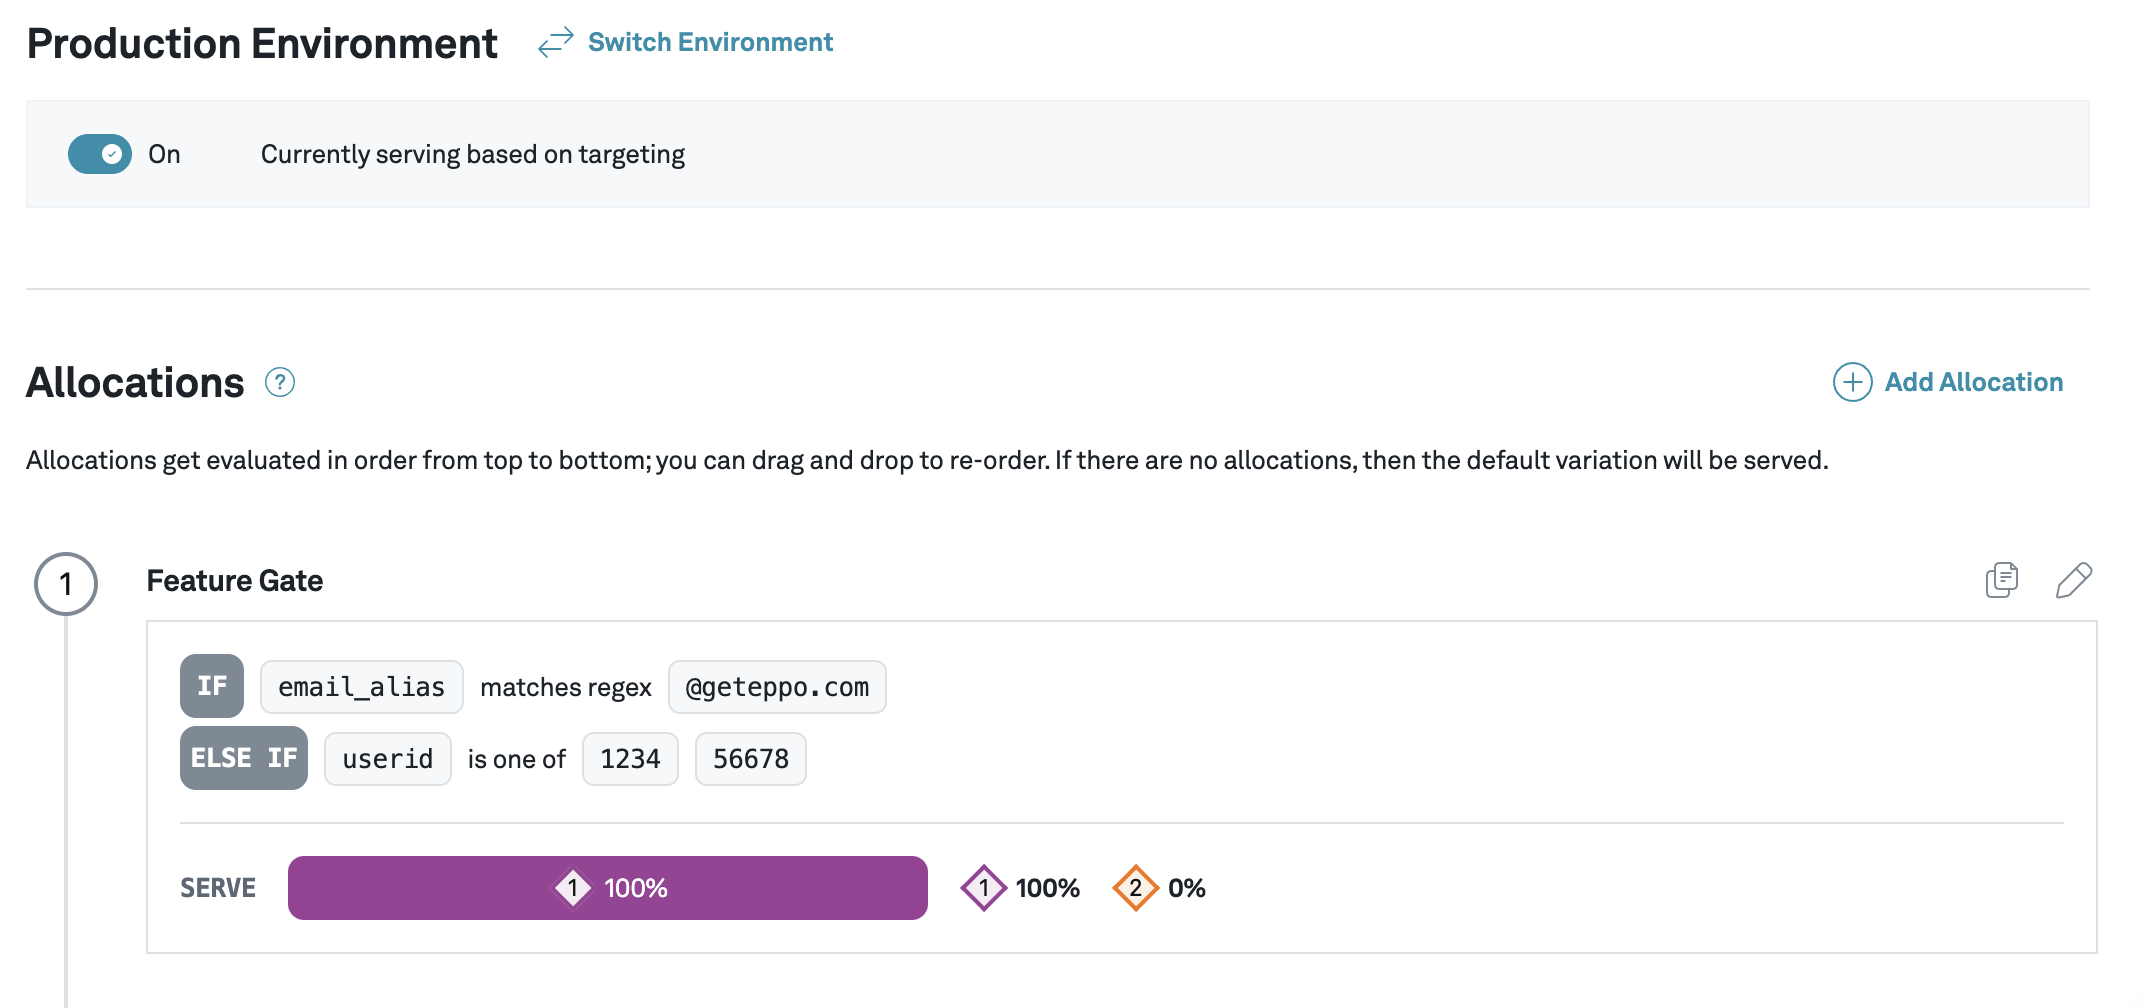 Production Environment Switch Environment
On Currently serving based on targeting
Allocations ? Add Allocation
Allocations get evaluated in order from top to bottom; you can drag and drop to re-order. If there are no allocations, then the default variation will be served.
1 Feature Gate
IF email_alias matches regex @geteppo.com
ELSE IF userid is one of 1234 56678
SERVE 1 100% 1 100% 2 0%